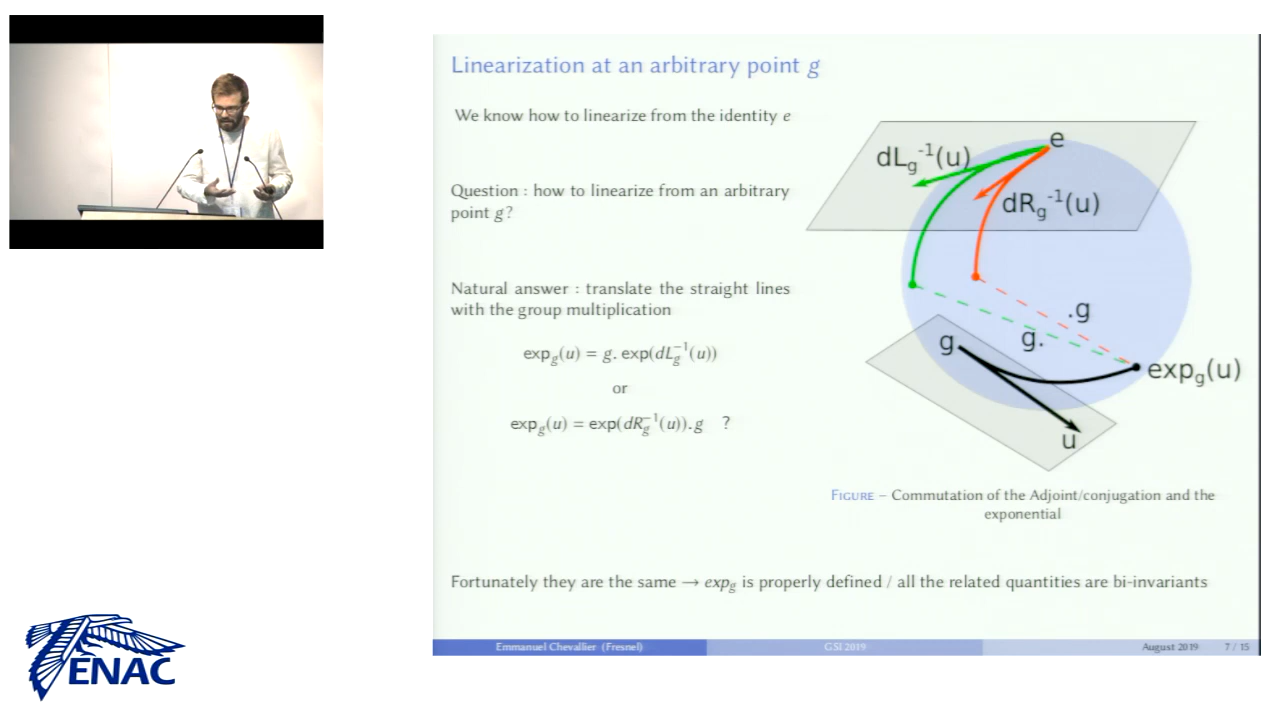 Linearization at an arbitrary point g
We know how to linearize from the identity e
Question : how to linearize from an arbitrary
point g?
Natural answer : translate the straight lines
with the group multiplication
exp_g(u) = g. exp(dL_g^{-1}(u))
or
exp_g(u) = exp(dR_g^{-1}(u)).g ?
e
dL_g^{-1}(u)
dR_g^{-1}(u)
.g
g.
g
exp_g(u)
u
FIGURE – Commutation of the Adjoint/conjugation and the
exponential
Fortunately they are the same → exp_g is properly defined / all the related quantities are bi-invariants
Emmanuel Chevallier (Fresnel) GSI 2019 August 2019 7 / 15
ENAC